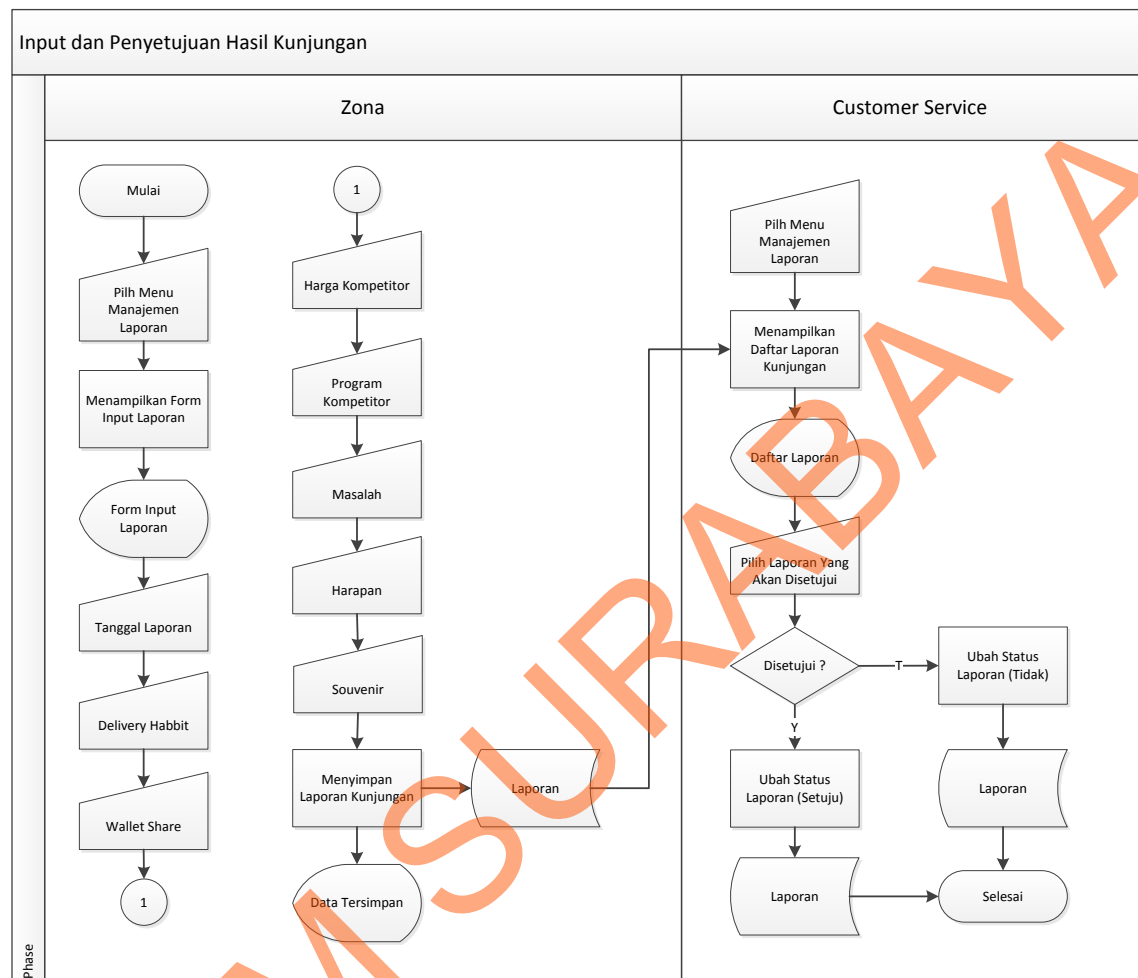 Input dan Penyetujuan Hasil Kunjungan
Phase
Zona
Customer Service
Mulai
Pilh Menu
Manajemen
Laporan
Menampilkan Form
Input Laporan
Form Input
Laporan
Tanggal Laporan
Delivery Habbit
Wallet Share
1
1
Harga Kompetitor
Program
Kompetitor
Masalah
Harapan
Souvenir
Menyimpan
Laporan Kunjungan
Laporan
Data Tersimpan
Pilh Menu
Manajemen
Laporan
Menampilkan
Daftar Laporan
Kunjungan
Daftar Laporan
Pilih Laporan Yang
Akan Disetujui
Disetujui ?
T
Y
Ubah Status
Laporan (Tidak)
Laporan
Ubah Status
Laporan (Setuju)
Laporan
Selesai
M SURABAYA